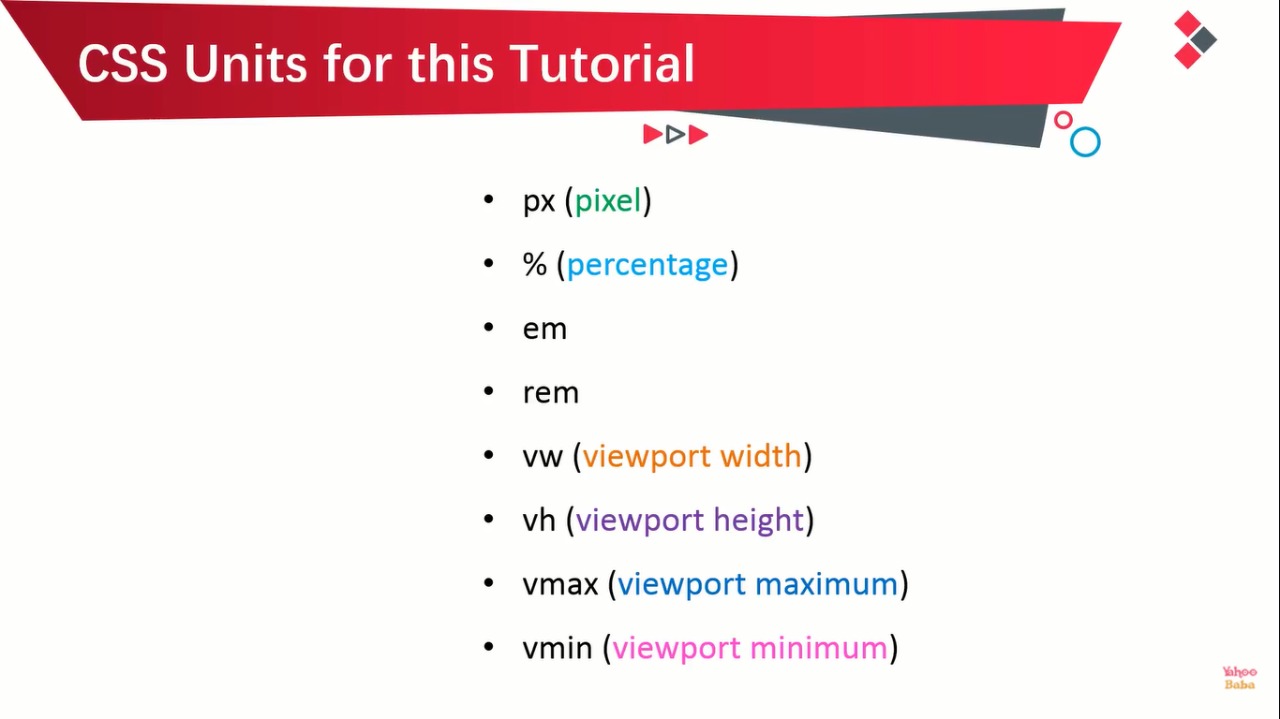 CSS Units for this Tutorial
• px (pixel)
• % (percentage)
• em
• rem
• vw (viewport width)
• vh (viewport height)
• vmax (viewport maximum)
• vmin (viewport minimum)
Yahoo
Baba